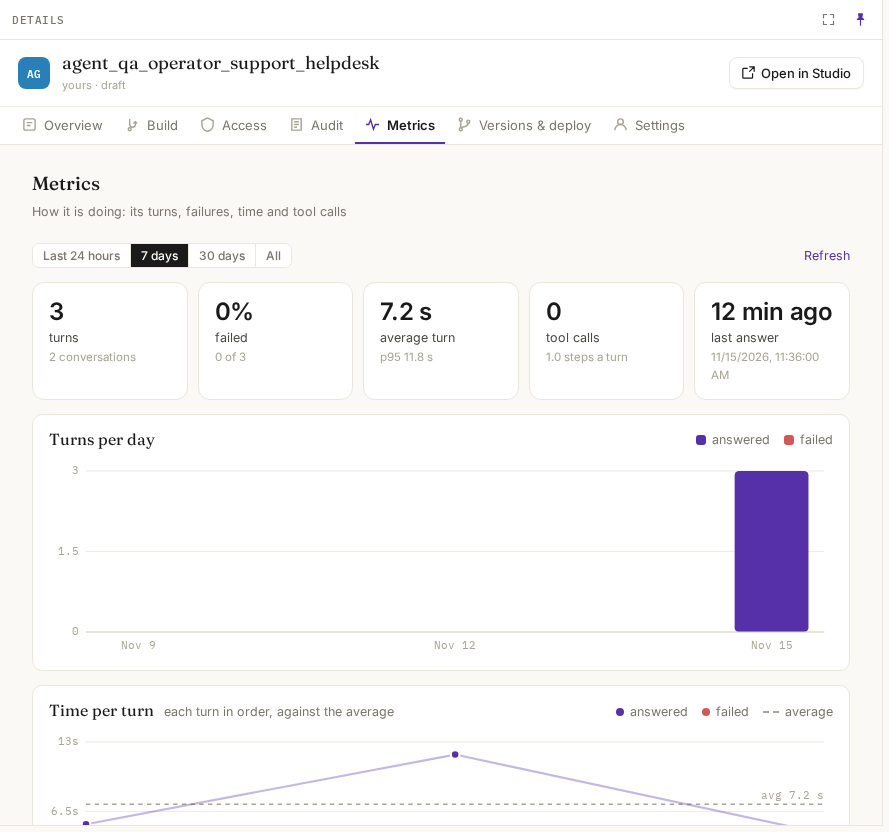 DETAILS
AG
agent_qa_operator_support_helpdesk
yours · draft
Open in Studio
Overview
Build
Access
Audit
Metrics
Versions & deploy
Settings
Metrics
How it is doing: its turns, failures, time and tool calls
Last 24 hours
7 days
30 days
All
Refresh
3
turns
2 conversations
0%
failed
0 of 3
7.2 s
average turn
p95 11.8 s
0
tool calls
1.0 steps a turn
12 min ago
last answer
11/15/2026, 11:36:00
AM
Turns per day
answered
failed
3
1.5
0
Nov 9
Nov 12
Nov 15
Time per turn
each turn in order, against the average
answered
failed
average
13s
avg 7.2 s
6.5s